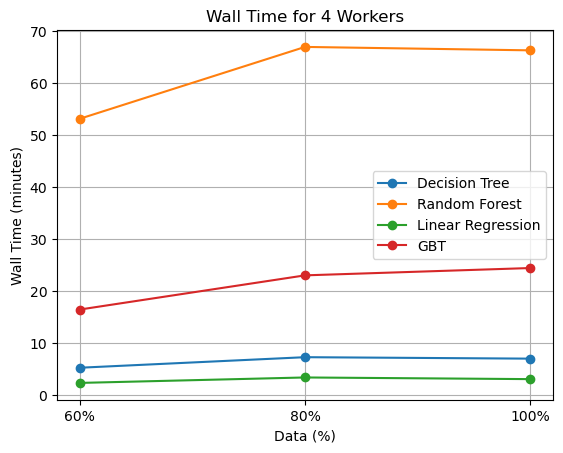 Wall Time for 4 Workers
Wall Time (minutes)
70
60
50
40
30
20
10
0
Decision Tree
Random Forest
Linear Regression
GBT
60%
80%
100%
Data (%)